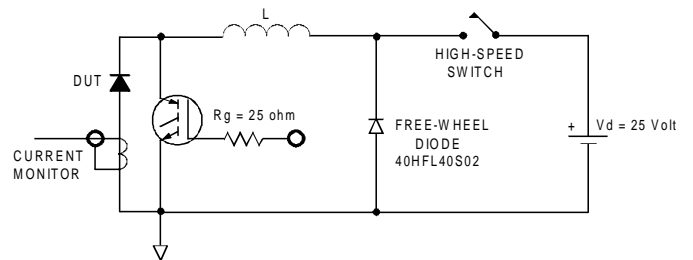 L
HIGH-SPEED
SWITCH
DUT
Rg = 25 ohm
+
Vd = 25 Volt
FREE-WHEEL
DIODE
40HFL40S02
CURRENT
MONITOR